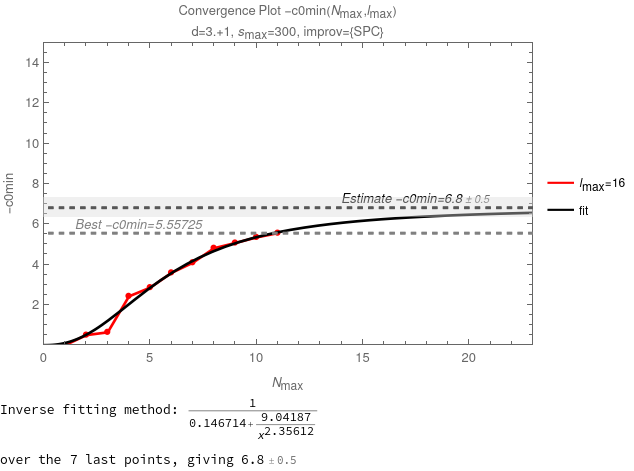 Convergence Plot -c0min(Nmax,lmax)
d=3.+1, smax=300, improv={SPC}
14
12
10
8
6
4
2
-c0min
Estimate -c0min=6.8 ± 0.5
Best -c0min=5.55725
lmax=16
fit
0 5 10 15 20
Nmax
Inverse fitting method: 1
0.146714+ 9.04187
x^2.35612
over the 7 last points, giving 6.8 ± 0.5